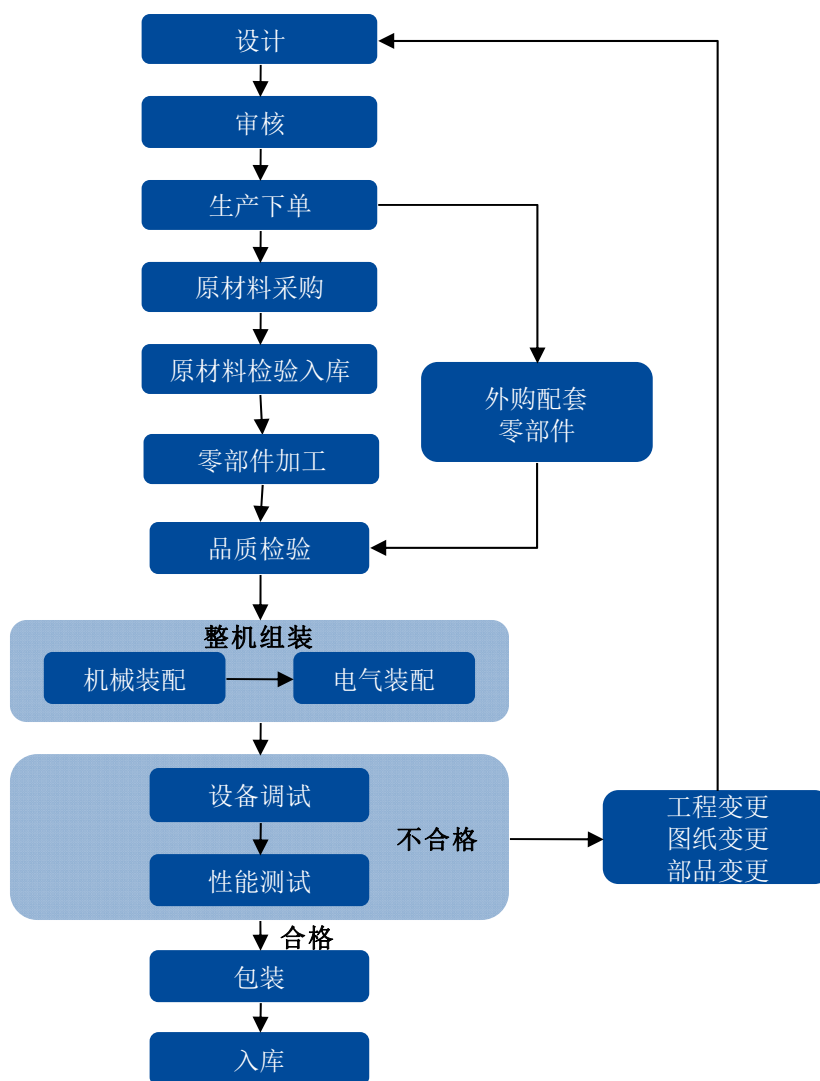 设计
审核
生产下单
原材料采购
原材料检验入库
外购配套
零部件
零部件加工
品质检验
整机组装
机械装配
电气装配
设备调试
不合格
性能测试
工程变更
图纸变更
部品变更
合格
包装
入库